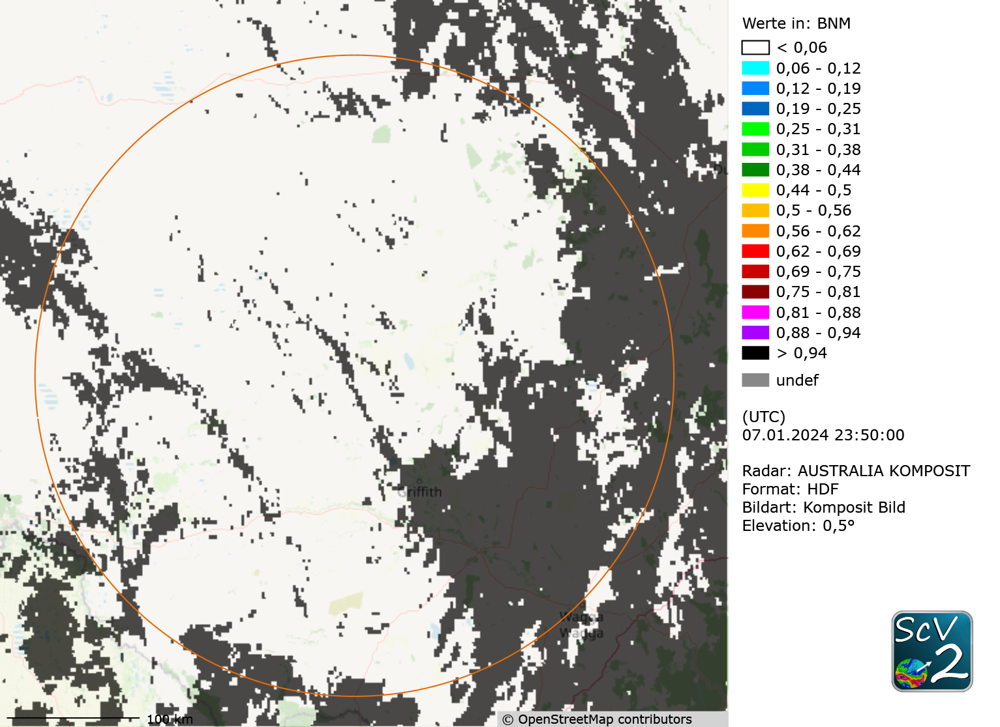 Werte in: BNM
< 0,06
0,06 - 0,12
0,12 - 0,19
0,19 - 0,25
0,25 - 0,31
0,31 - 0,38
0,38 - 0,44
0,44 - 0,5
0,5 - 0,56
0,56 - 0,62
0,62 - 0,69
0,69 - 0,75
0,75 - 0,81
0,81 - 0,88
0,88 - 0,94
> 0,94
undef
(UTC)
07.01.2024 23:50:00
Radar: AUSTRALIA KOMPOSIT
Format: HDF
Bildart: Komposit Bild
Elevation: 0,5°
Du
Griffith
Wagga
Wagga
100 km
© OpenStreetMap contributors
ScV
2